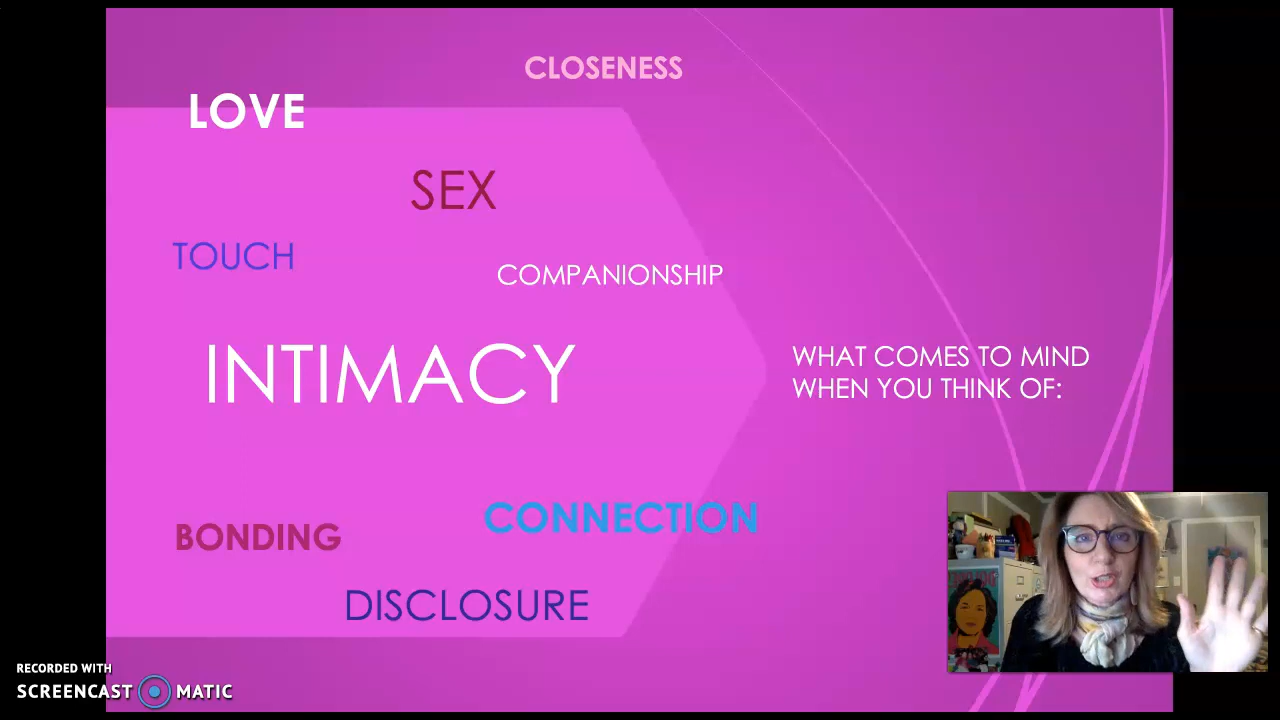 CLOSENESS
LOVE
SEX
TOUCH
COMPANIONSHIP
INTIMACY
WHAT COMES TO MIND
WHEN YOU THINK OF:
CONNECTION
BONDING
DISCLOSURE
RECORDED WITH
SCREENCAST MATIC